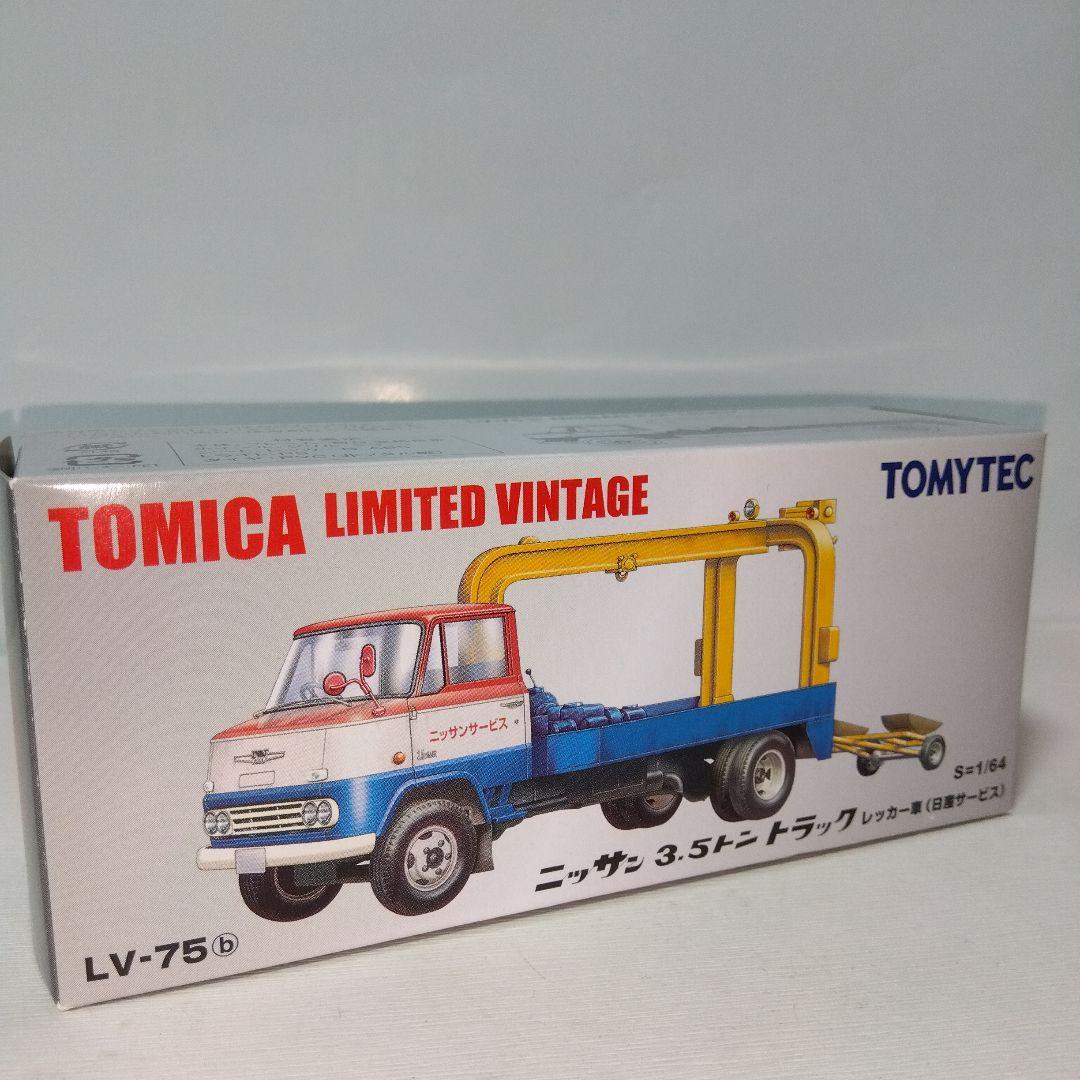 TOMICA LIMITED VINTAGE
TOMYTEC
ニッサンサービス
S=1/64
ニッサン 3.5トン トラック レッカー車(日産サービス)
LV-75ⓑ